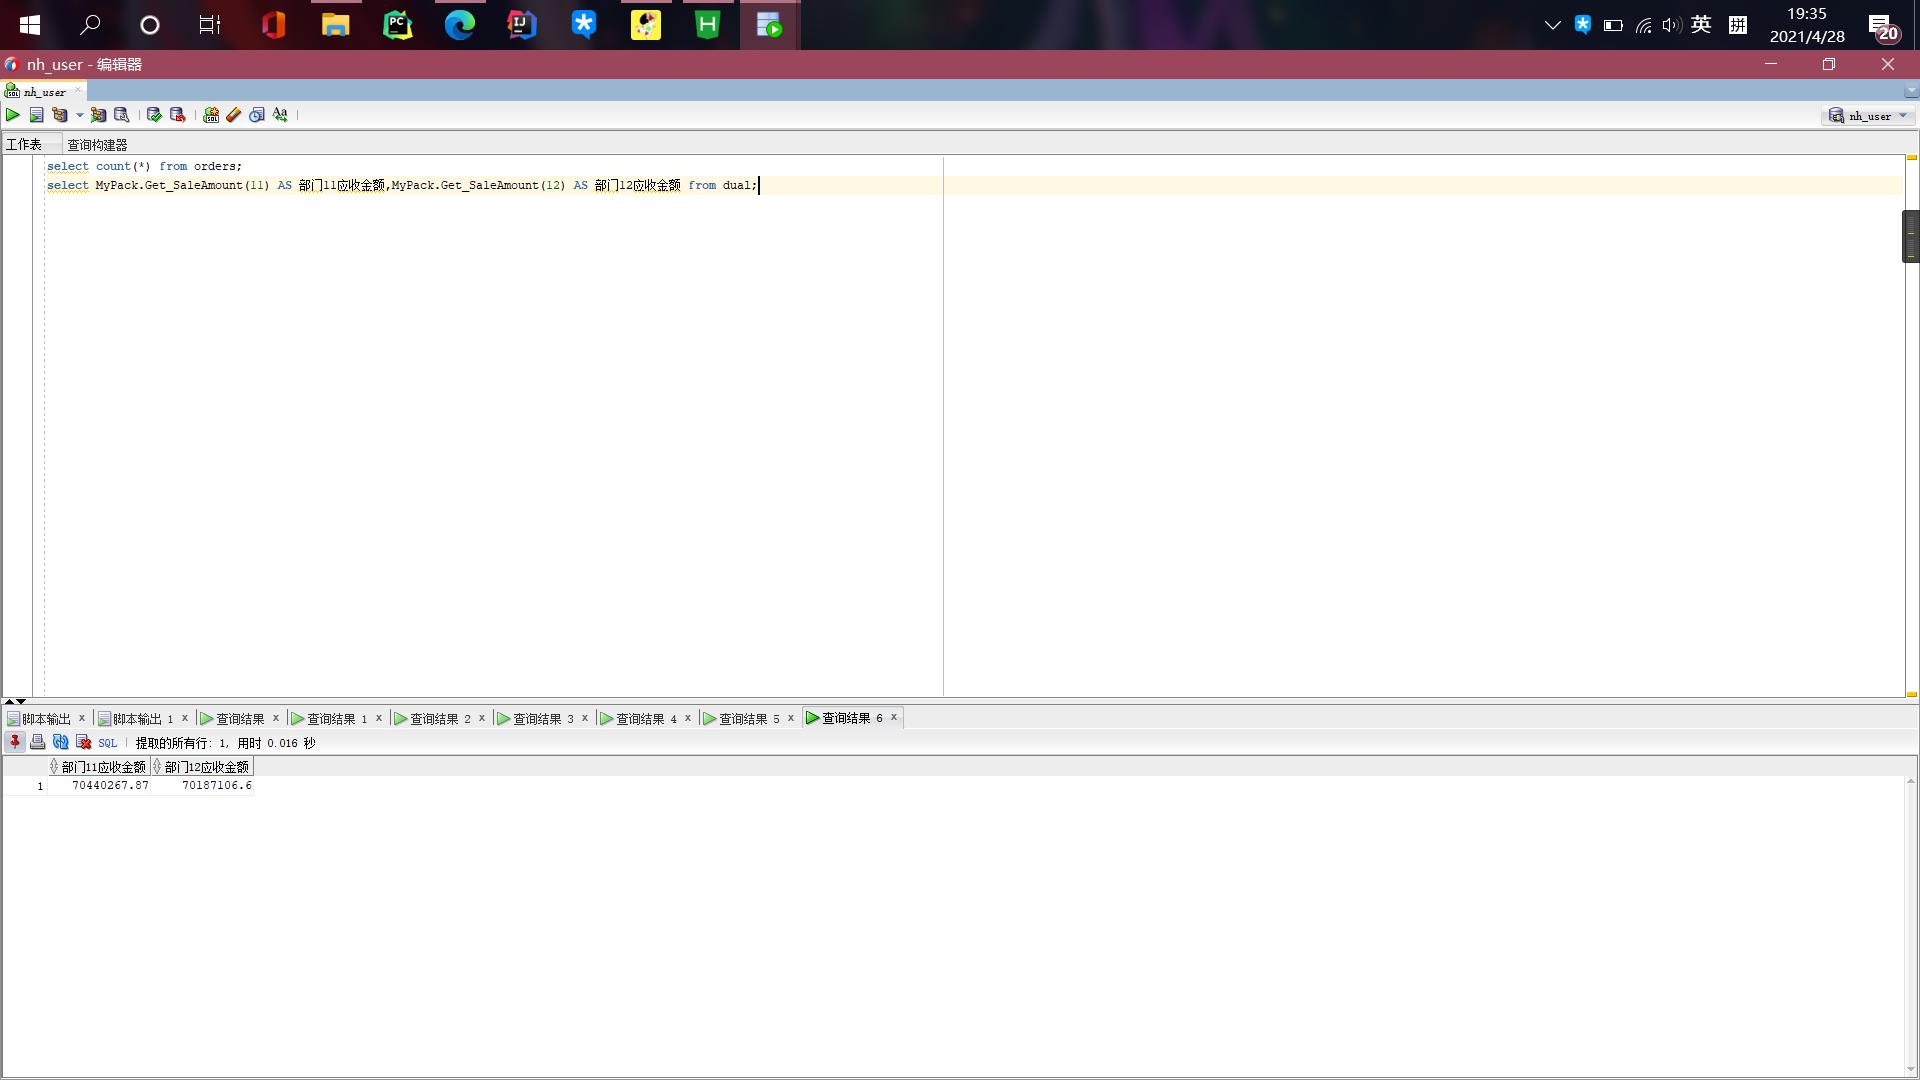 PC
IJ
H
英
拼
19:35
2021/4/28
20
nh_user - 编辑器
nh_user
Aa
nh_user
工作表
查询构建器
select count(*) from orders;
select MyPack.Get_SaleAmount(11) AS 部门11应收金额,MyPack.Get_SaleAmount(12) AS 部门12应收金额 from dual;
脚本输出 × 脚本输出 1 × 查询结果 × 查询结果 1 × 查询结果 2 × 查询结果 3 × 查询结果 4 × 查询结果 5 × 查询结果 6 ×
SQL 提取的所有行: 1, 用时 0.016 秒
部门11应收金额 部门12应收金额
1 70440267.87 70187106.6